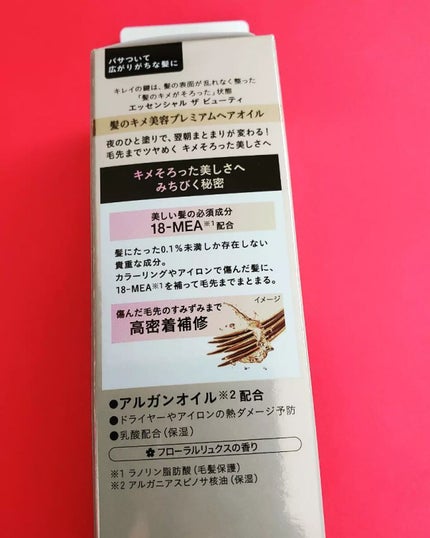 パサついて
広がりがちな髪に
キレイの鍵は、髪の表面が乱れなく整った
「髪のキメがそろった」状態
エッセンシャル ザ ビューティ
髪のキメ美容プレミアムヘアオイル
夜のひと塗りで、翌朝まとまりが変わる!
毛先までツヤめく キメそろった美しさへ
キメそろった美しさへ
みちびく秘密
美しい髪の必須成分
18-MEA※1配合
髪にたった0.1%未満しか存在しない
貴重な成分。
カラーリングやアイロンで傷んだ髪に、
18-MEA※1を補って毛先までまとまる。
イメージ
傷んだ毛先のすみずみまで
高密着補修
●アルガンオイル※2 配合
●ドライヤーやアイロンの熱ダメージ予防
●乳酸配合(保湿)
フローラルリュクスの香り
※1 ラノリン脂肪酸(毛髪保護)
※2 アルガニアスピノサ核油(保湿)